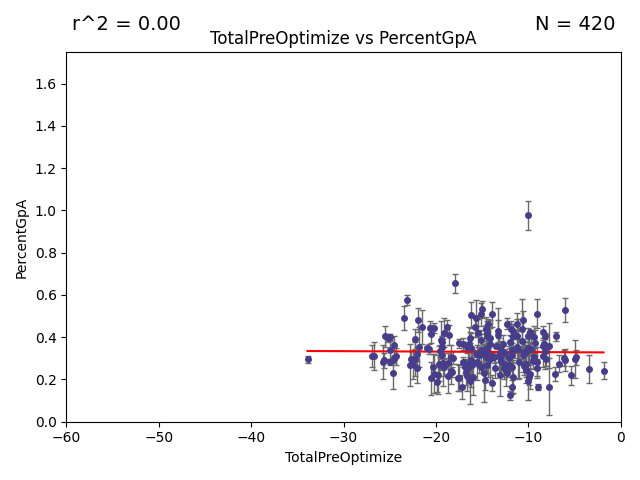 r^2 = 0.00
N = 420
TotalPreOptimize vs PercentGpA
PercentGpA
1.6
1.4
1.2
1.0
0.8
0.6
0.4
0.2
0.0
−60 −50 −40 −30 −20 −10 0
TotalPreOptimize